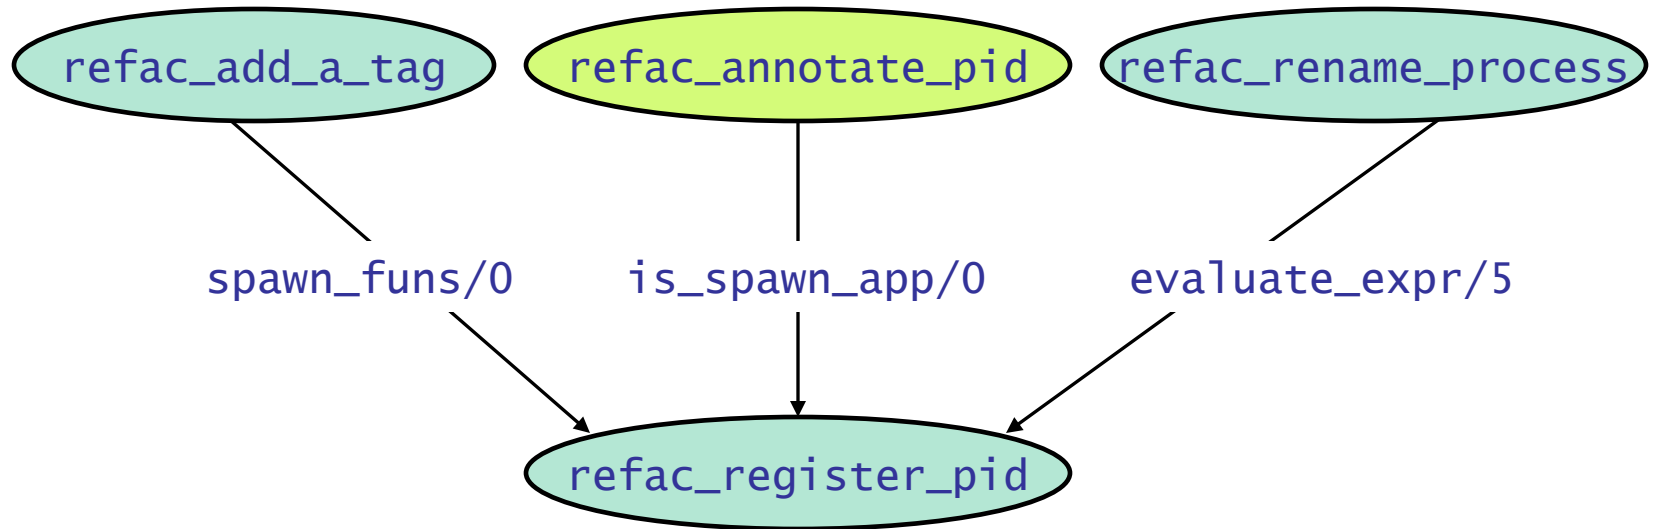 refac_add_a_tag
refac_annotate_pid
refac_rename_process
spawn_funs/0
is_spawn_app/0
evaluate_expr/5
refac_register_pid